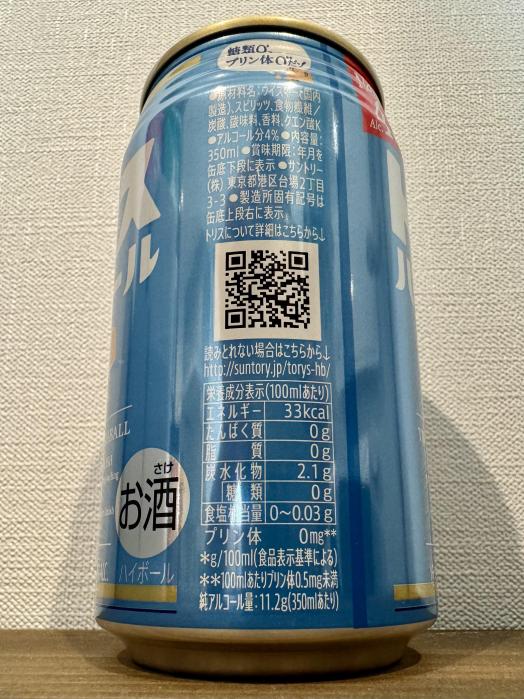 糖類0*
プリン体0**だよ!
●原材料名:ウイスキー(国内
製造)、スピリッツ、食物繊維/
炭酸、酸味料、香料、クエン酸K
●アルコール分4%●内容量:
350ml●賞味期限:年月を
缶底下段に表示●サントリー
(株)東京都港区台場2丁目
3-3●製造所固有記号は
缶底上段右に表示。
トリスについて詳細はこちらから↓
ス
ール
読みとれない場合はこちらから↓
http://suntory.jp/torys-hb/
栄養成分表示(100mlあたり)
エネルギー 33kcal
たんぱく質 0g
脂質 0g
炭水化物 2.1g
糖類 0g
食塩相当量 0~0.03g
プリン体 0mg**
*g/100ml(食品表示基準による)
**100mlあたりプリン体0.5mg未満
純アルコール量:11.2g(350mlあたり)
さけ
お酒
ハイボール